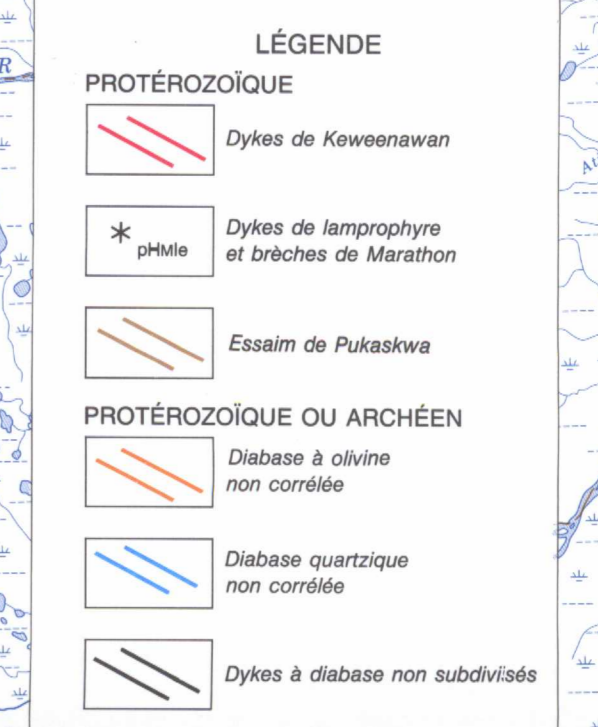 LÉGENDE
R
PROTÉROZOÏQUE
Dykes de Keweenawan
Dykes de lamprophyre
et brèches de Marathon
* pHMle
Essaim de Pukaskwa
PROTÉROZOÏQUE OU ARCHÉEN
Diabase à olivine
non corrélée
Diabase quartzique
non corrélée
Dykes à diabase non subdivisés